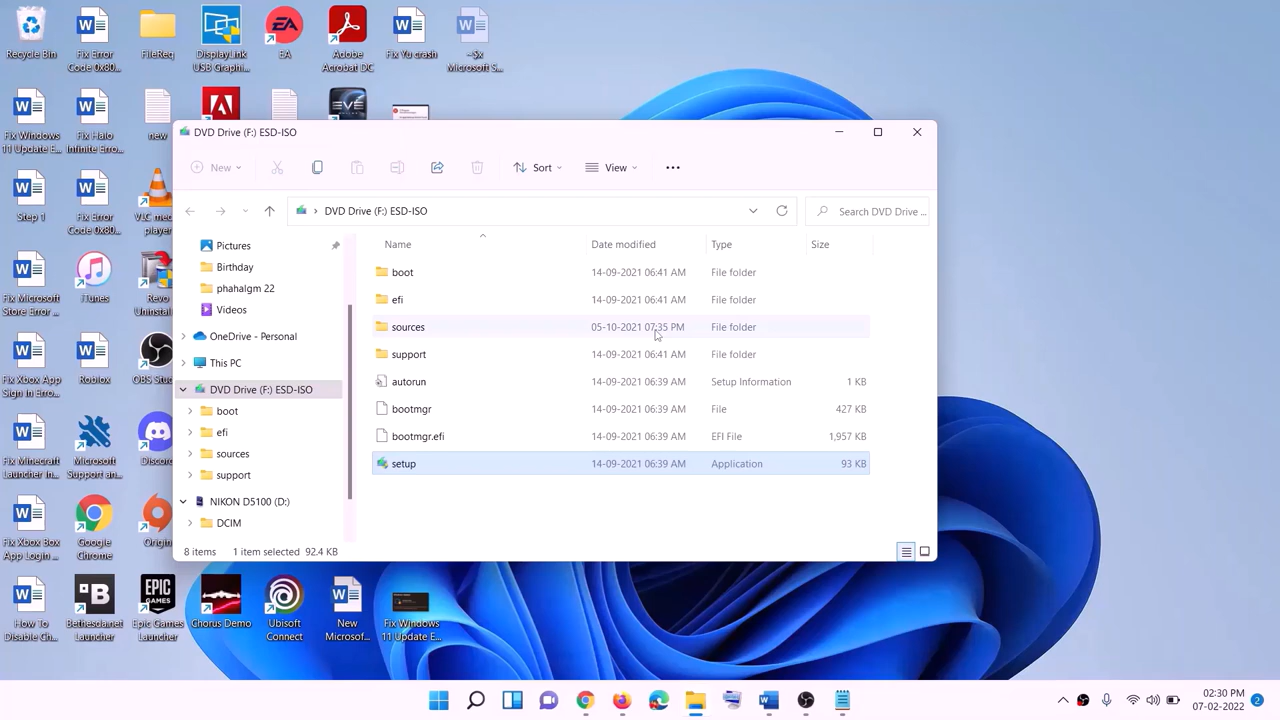 Recycle Bin
Fix Error
Code 0x80...
FileReq
DisplayLink
USB Graphi...
EA
Adobe
Acrobat DC
Fix Yu crash
~$x
Microsoft S...
Fix Windows
11 Update E...
Fix Halo
Infinite Erro...
new
EVE
DVD Drive (F:) ESD-ISO
New
Sort
View
Step 1
Fix Error
Code 0x80...
VLC media
player
DVD Drive (F:) ESD-ISO
Search DVD Drive ...
Name
Date modified
Type
Size
Pictures
Birthday
phahalgm 22
Videos
OneDrive - Personal
This PC
DVD Drive (F:) ESD-ISO
boot
efi
sources
support
NIKON D5100 (D:)
DCIM
boot 14-09-2021 06:41 AM File folder
efi 14-09-2021 06:41 AM File folder
sources 05-10-2021 07:35 PM File folder
support 14-09-2021 06:41 AM File folder
autorun 14-09-2021 06:39 AM Setup Information 1 KB
bootmgr 14-09-2021 06:39 AM File 427 KB
bootmgr.efi 14-09-2021 06:39 AM EFI File 1,957 KB
setup 14-09-2021 06:39 AM Application 93 KB
8 items 1 item selected 92.4 KB
Fix Microsoft
Store Error ...
iTunes
Revo
Uninstal...
Fix Xbox App
Sign In Erro...
Roblox
OBS Studio
Fix Minecraft
Launcher In...
Microsoft
Support an...
Discord
Fix Xbox Box
App Login ...
Google
Chrome
Origin
How To
Disable Ch...
Bethesda.net
Launcher
EPIC
GAMES
Epic Games
Launcher
Chorus Demo
Ubisoft
Connect
New
Microsof...
Fix Windows
11 Update E...
02:30 PM
07-02-2022
2